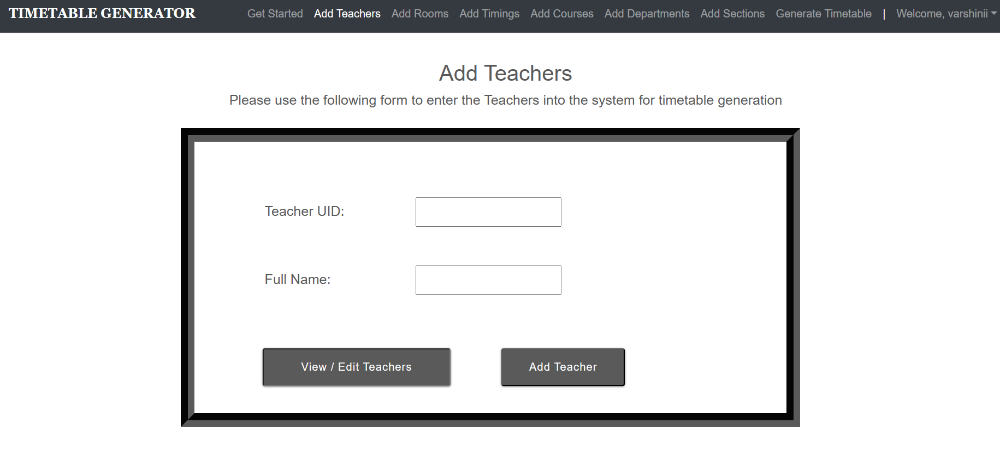 TIMETABLE GENERATOR Get Started Add Teachers Add Rooms Add Timings Add Courses Add Departments Add Sections Generate Timetable | Welcome, varshinii
Add Teachers
Please use the following form to enter the Teachers into the system for timetable generation
Teacher UID:
Full Name:
View / Edit Teachers Add Teacher